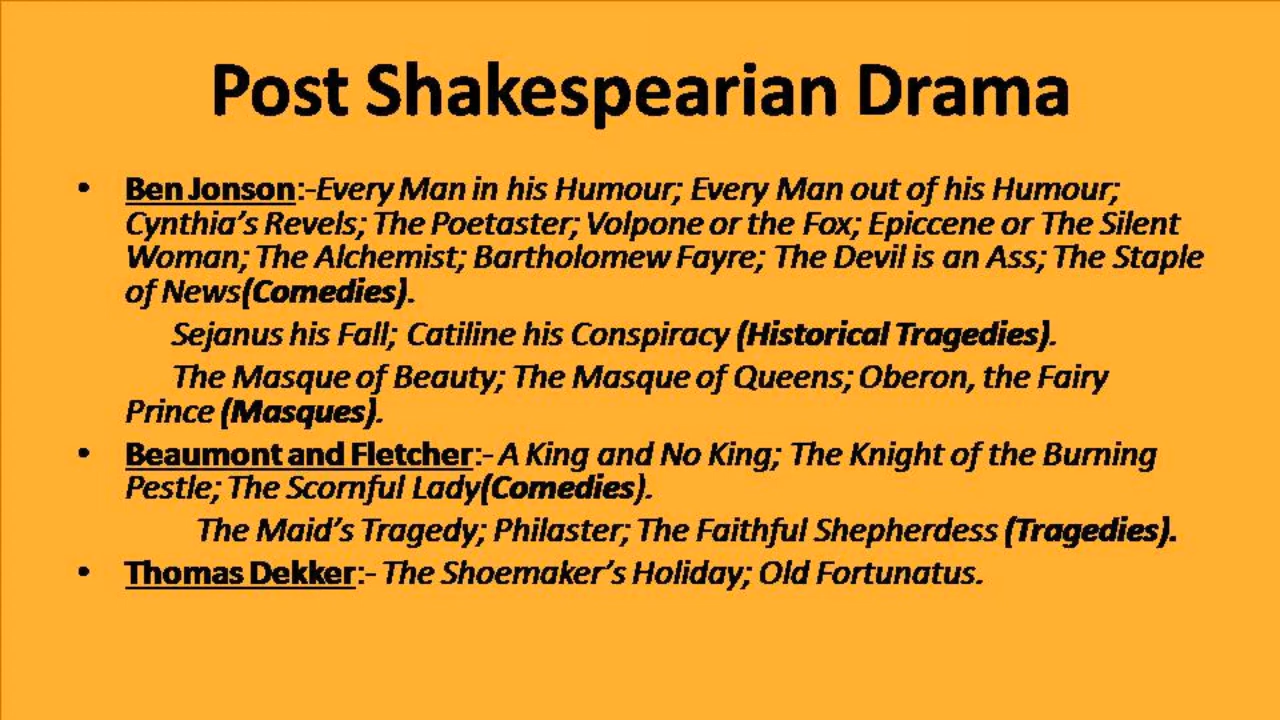 Post Shakespearian Drama
• Ben Jonson:-Every Man in his Humour; Every Man out of his Humour;
Cynthia's Revels; The Poetaster; Volpone or the Fox; Epiccene or The Silent
Woman; The Alchemist; Bartholomew Fayre; The Devil is an Ass; The Staple
of News(Comedies).
Sejanus his Fall; Catiline his Conspiracy (Historical Tragedies).
The Masque of Beauty; The Masque of Queens; Oberon, the Fairy
Prince (Masques).
• Beaumont and Fletcher:- A King and No King; The Knight of the Burning
Pestle; The Scornful Lady(Comedies).
The Maid's Tragedy; Philaster; The Faithful Shepherdess (Tragedies).
• Thomas Dekker:- The Shoemaker's Holiday; Old Fortunatus.